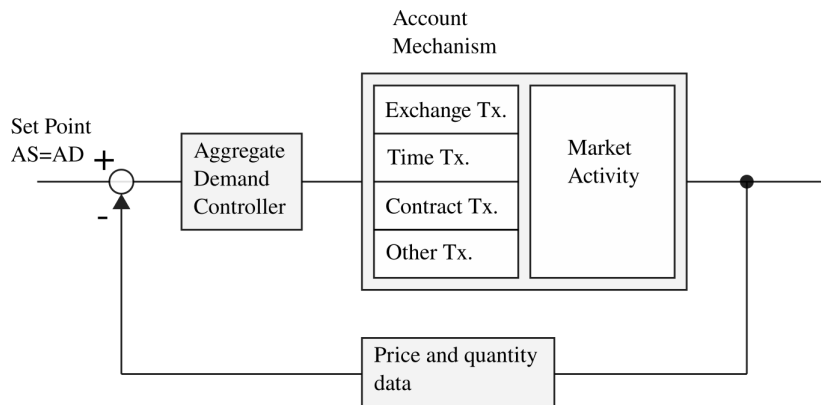 Account
Mechanism
Set Point
AS=AD
+
-
Aggregate
Demand
Controller
Exchange Tx.
Time Tx.
Contract Tx.
Other Tx.
Market
Activity
Price and quantity
data